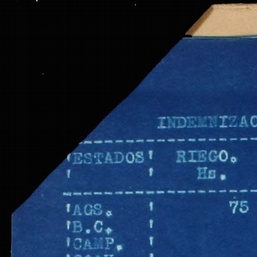 INDEMNIZAC
ESTADOS RIEGO.
Hs.
AGS. 75
B.C.
CAMP.